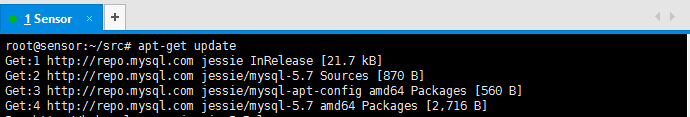 1 Sensor × +
root@sensor:~/src# apt-get update
Get:1 http://repo.mysql.com jessie InRelease [21.7 kB]
Get:2 http://repo.mysql.com jessie/mysql-5.7 Sources [870 B]
Get:3 http://repo.mysql.com jessie/mysql-apt-config amd64 Packages [560 B]
Get:4 http://repo.mysql.com jessie/mysql-5.7 amd64 Packages [2,716 B]